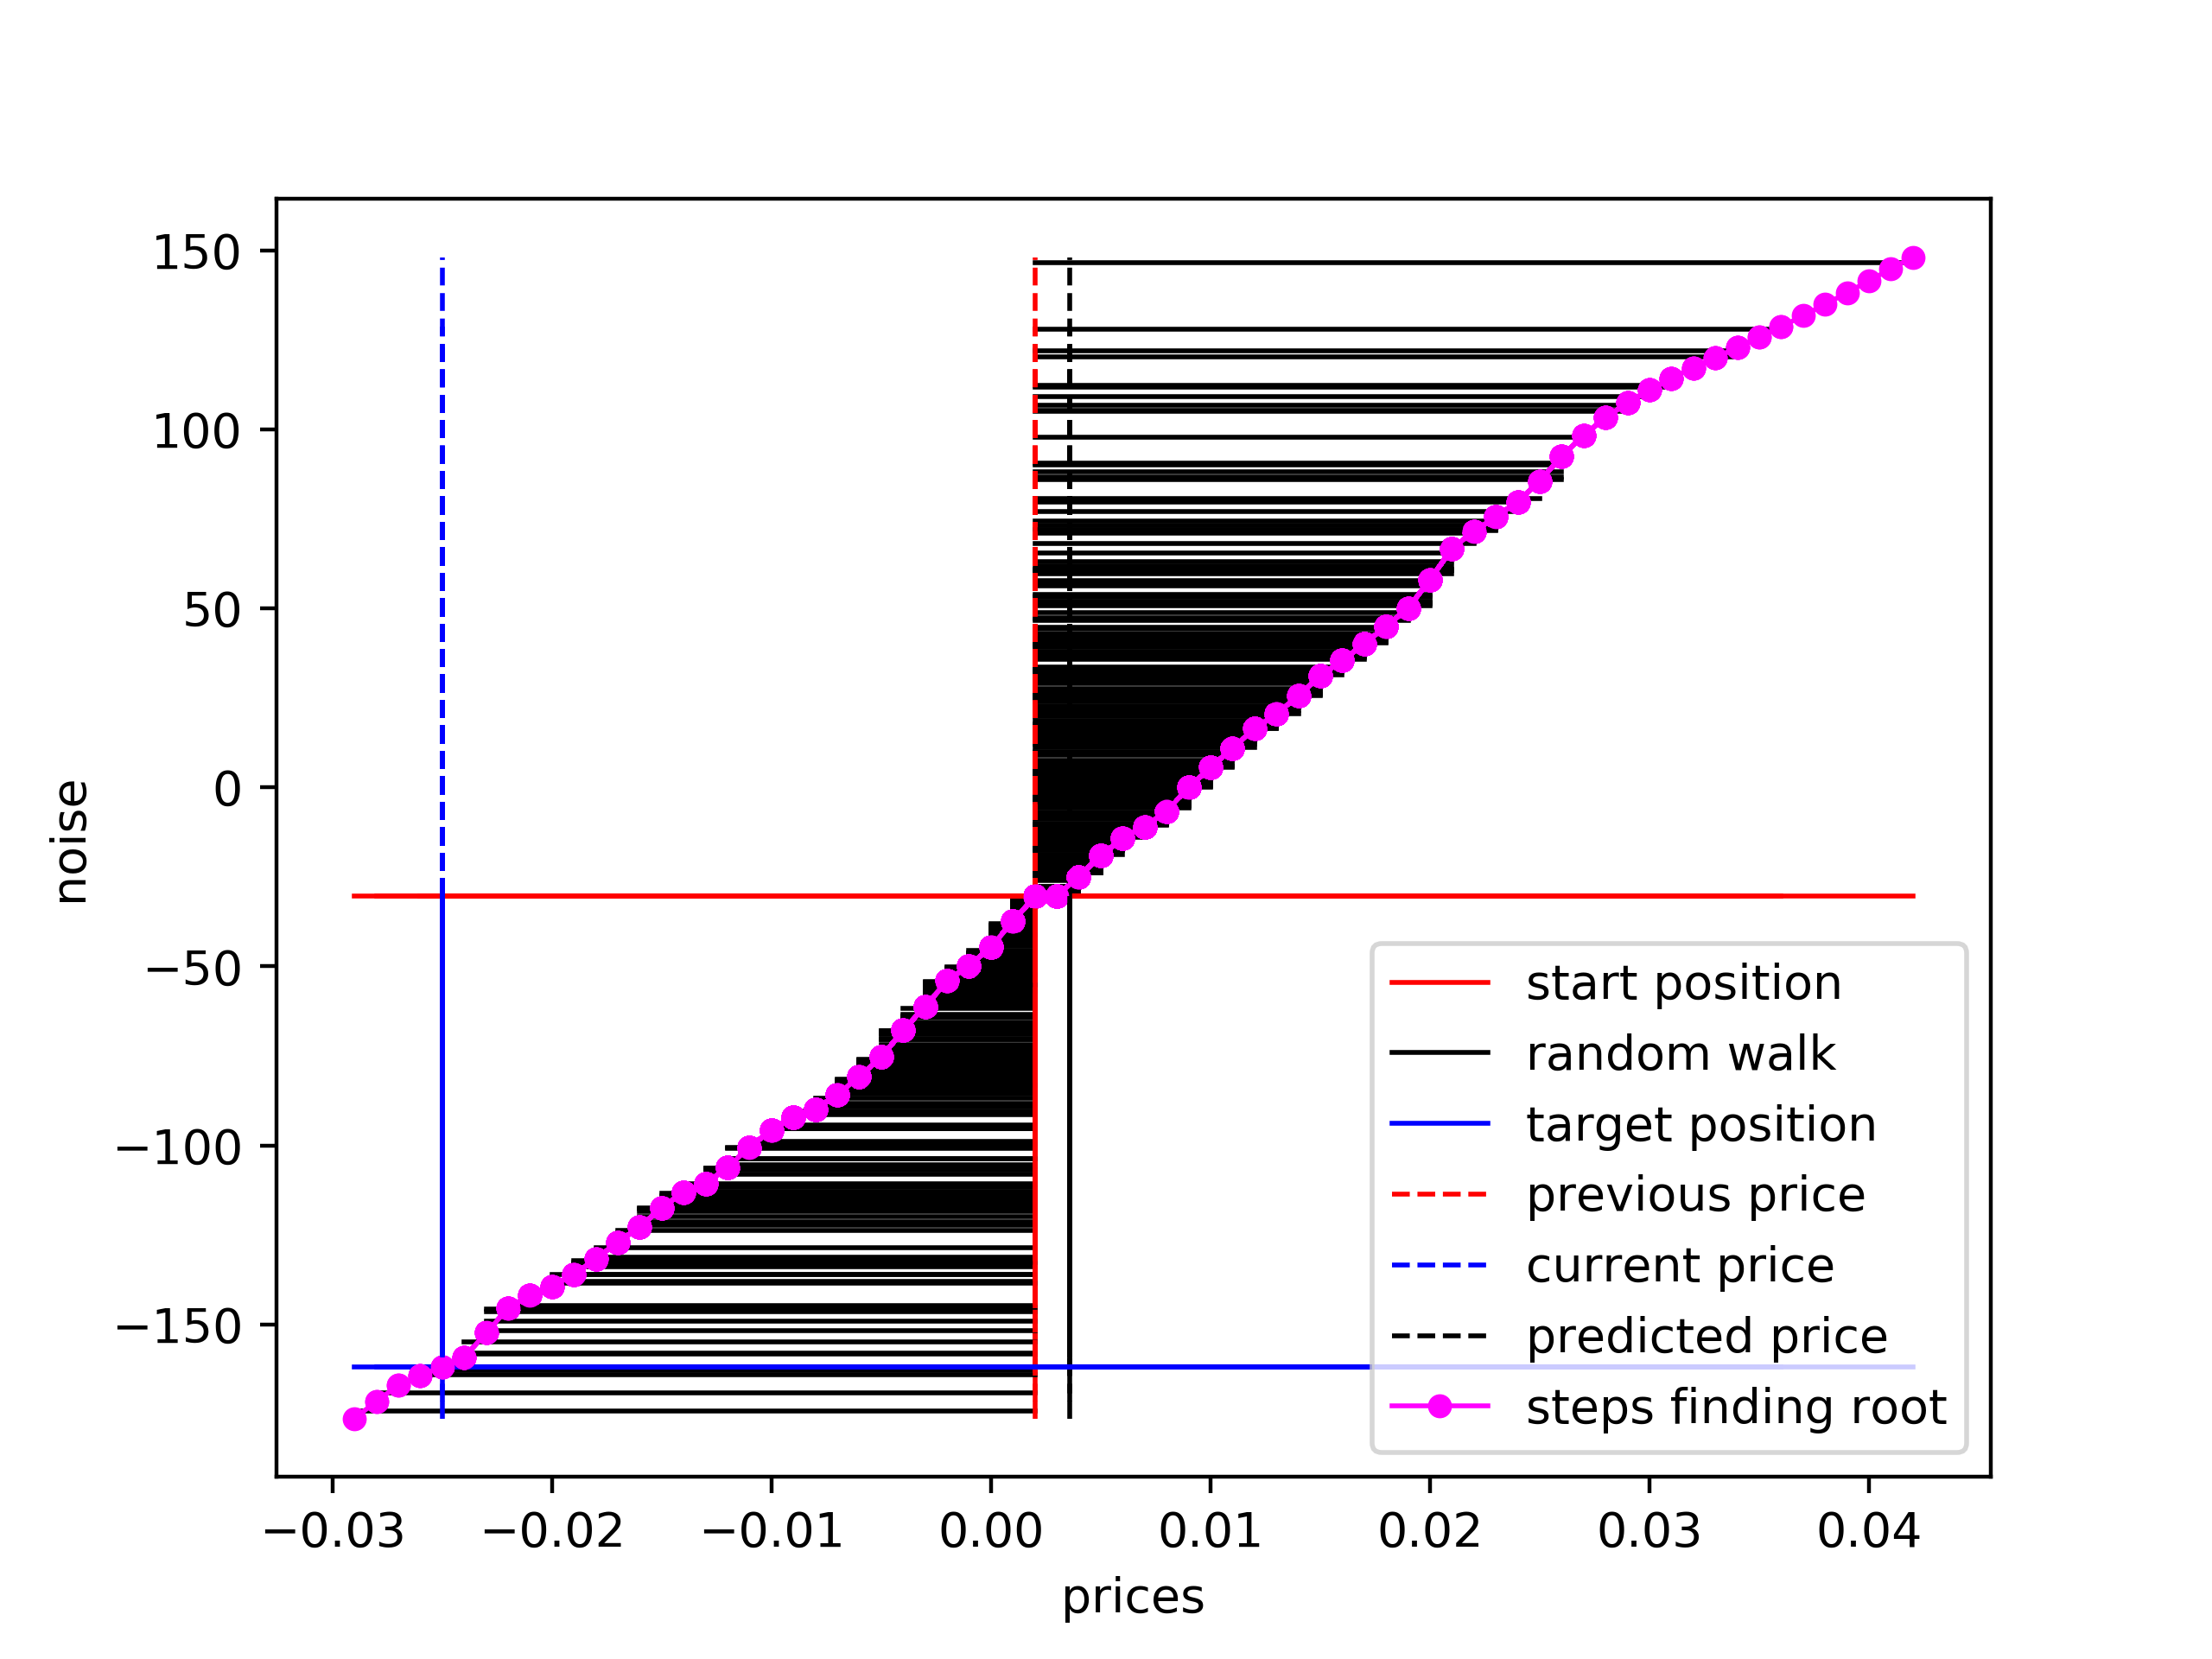 150
100
50
0
−50
−100
−150
noise
−0.03 −0.02 −0.01 0.00 0.01 0.02 0.03 0.04
prices
start position
random walk
target position
previous price
current price
predicted price
steps finding root